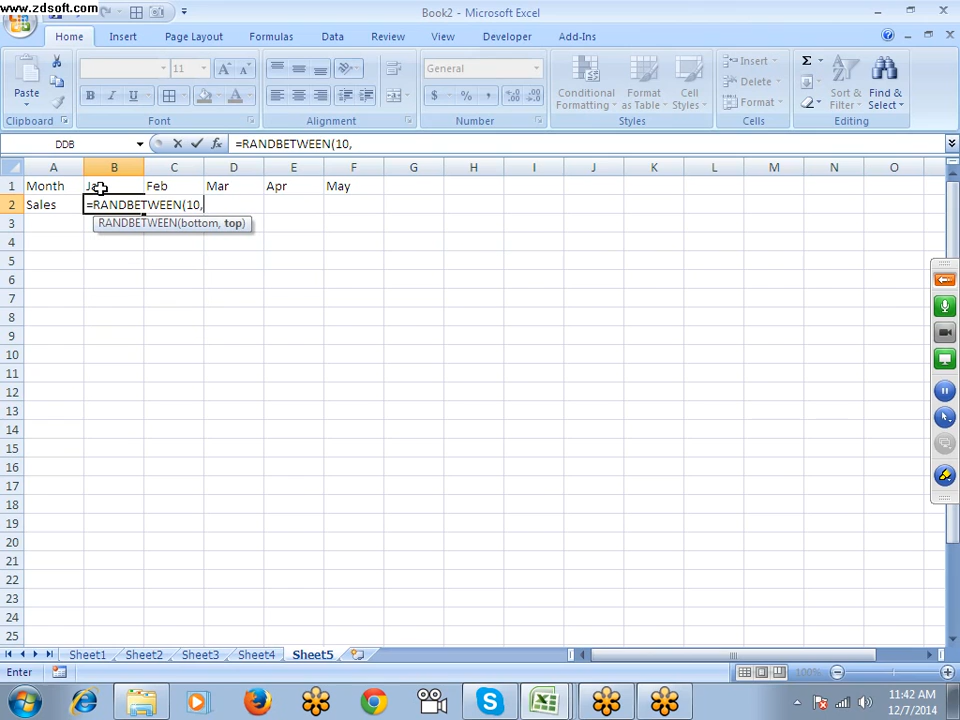 www.zdsoft.com
Book2 - Microsoft Excel
Home Insert Page Layout Formulas Data Review View Developer Add-Ins
Paste
11
General
Conditional Formatting
Format as Table
Cell Styles
Insert
Delete
Format
Sort & Filter
Find & Select
Clipboard Font Alignment Number Styles Cells Editing
DDB =RANDBETWEEN(10,
A B C D E F G H I J K L M N O
1 Month Feb Mar Apr May
2 Sales =RANDBETWEEN(10,
3 RANDBETWEEN(bottom, top)
4
5
6
7
8
9
10
11
12
13
14
15
16
17
18
19
20
21
22
23
24
25
Sheet1 Sheet2 Sheet3 Sheet4 Sheet5
Enter 100%
11:42 AM
12/7/2014